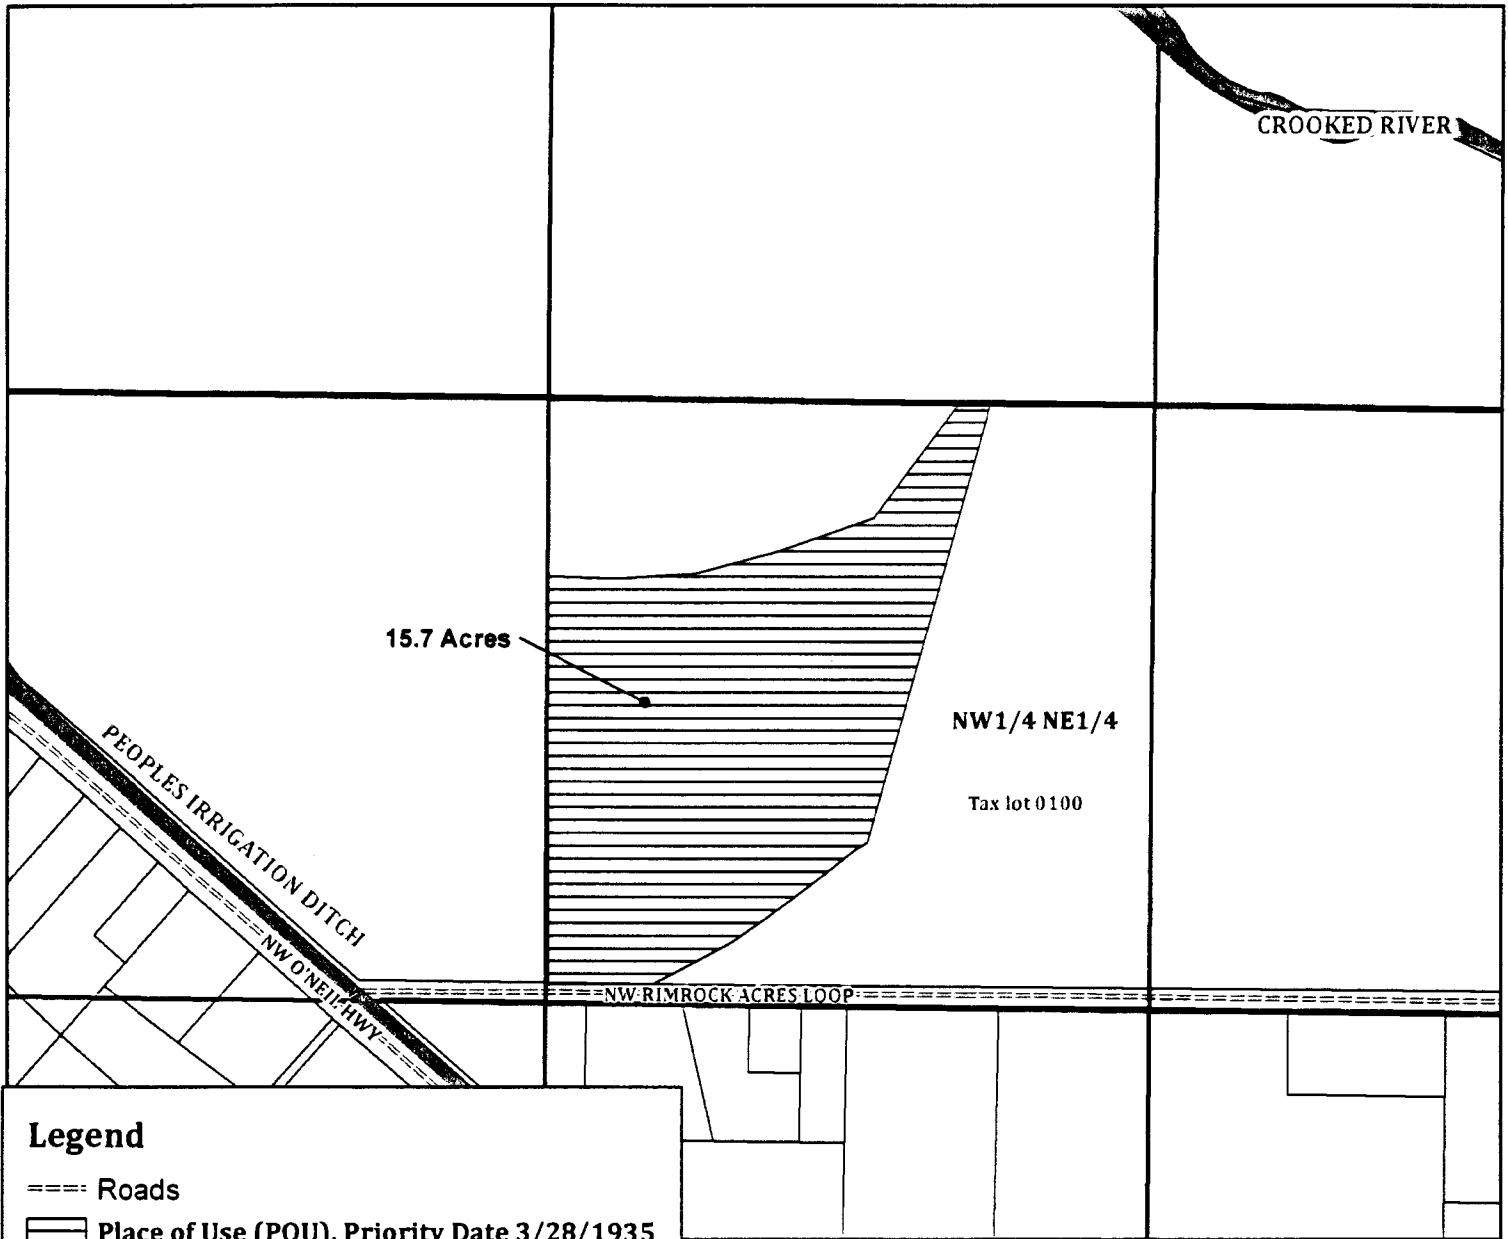 CROOKED RIVER
15.7 Acres
NW1/4 NE1/4
Tax lot 0100
PEOPLES IRRIGATION DITCH
NW O'NEIL HWY
NW RIMROCK ACRES LOOP
Legend
Roads
Place of Use (POU), Priority Date 3/28/1935